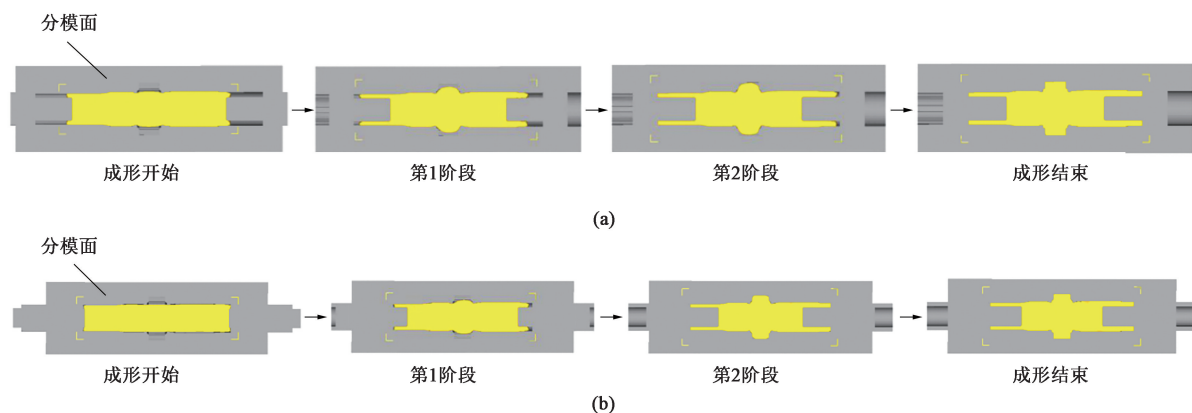 分模面
成形开始
第1阶段
第2阶段
成形结束
(a)
分模面
成形开始
第1阶段
第2阶段
成形结束
(b)